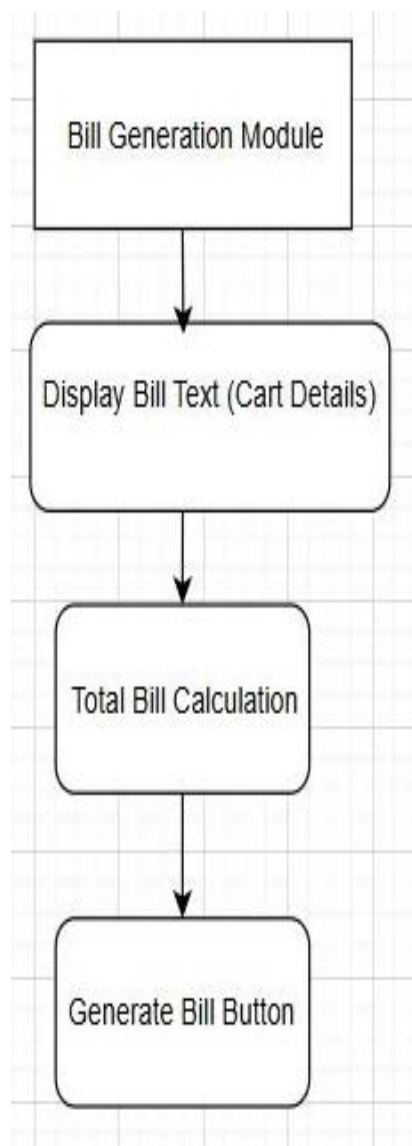 Bill Generation Module
Display Bill Text (Cart Details)
Total Bill Calculation
Generate Bill Button